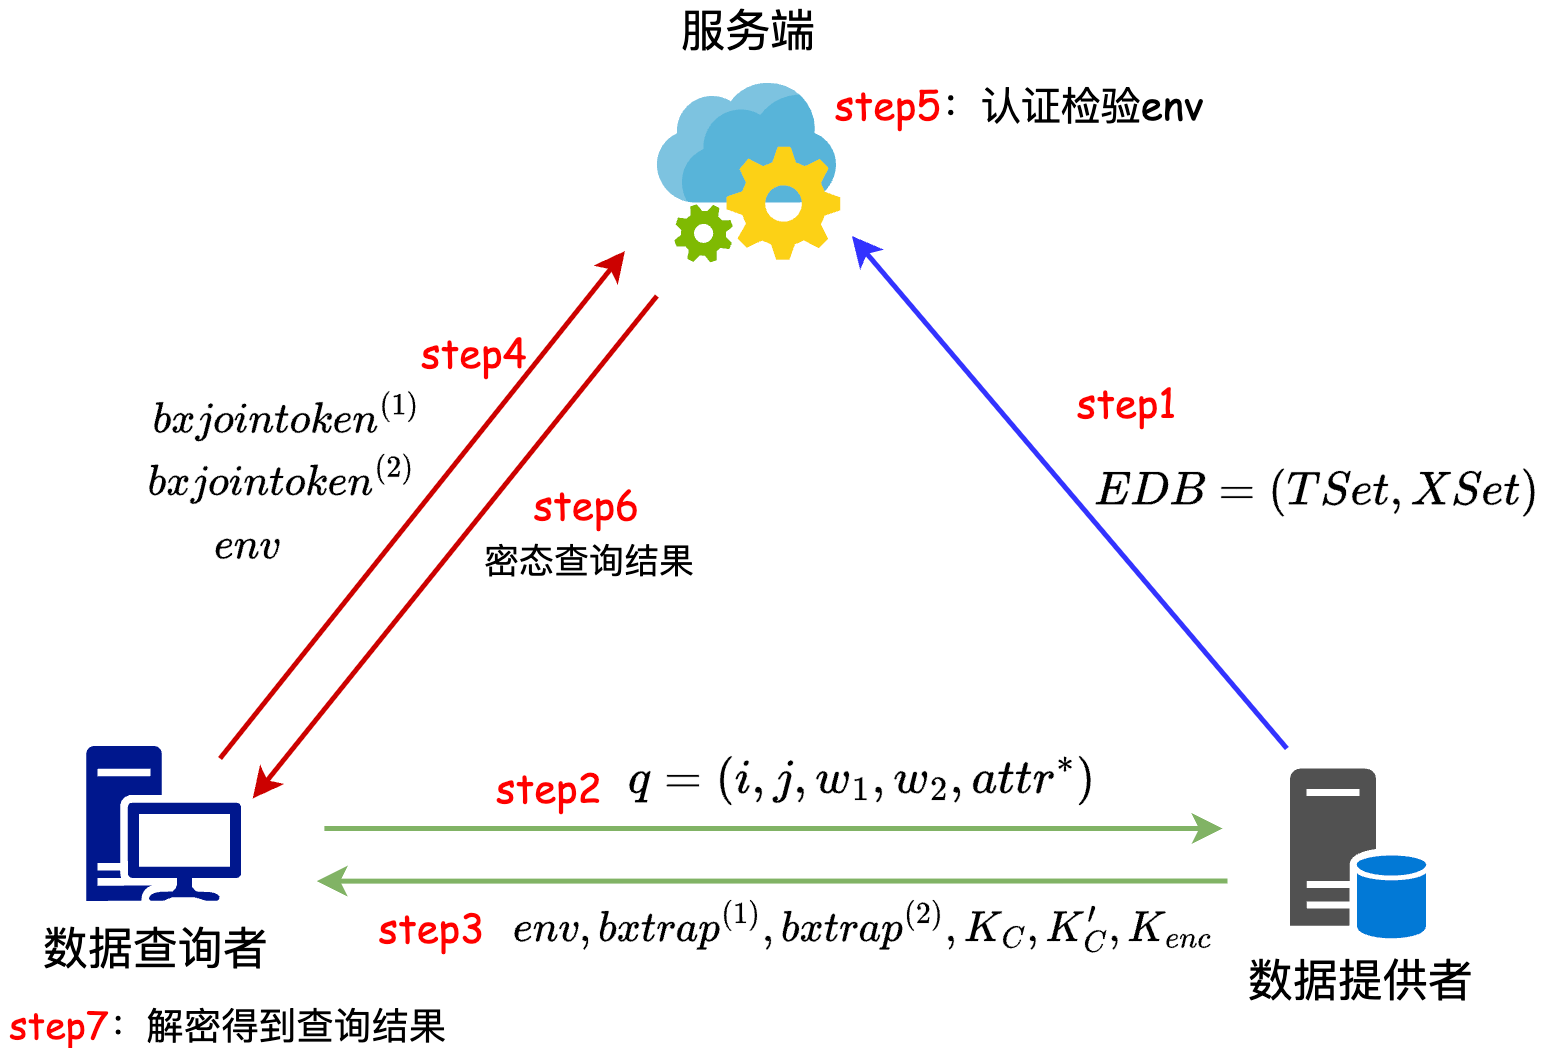 服务端
step5：认证检验env
step4
bxjointoken^{(1)}
bxjointoken^{(2)}
env
step6
密态查询结果
step1
EDB = (TSet, XSet)
step2 q = (i, j, w_1, w_2, attr^*)
step3 env, bxtrap^{(1)}, bxtrap^{(2)}, K_C, K'_C, K_{enc}
数据查询者
数据提供者
step7：解密得到查询结果